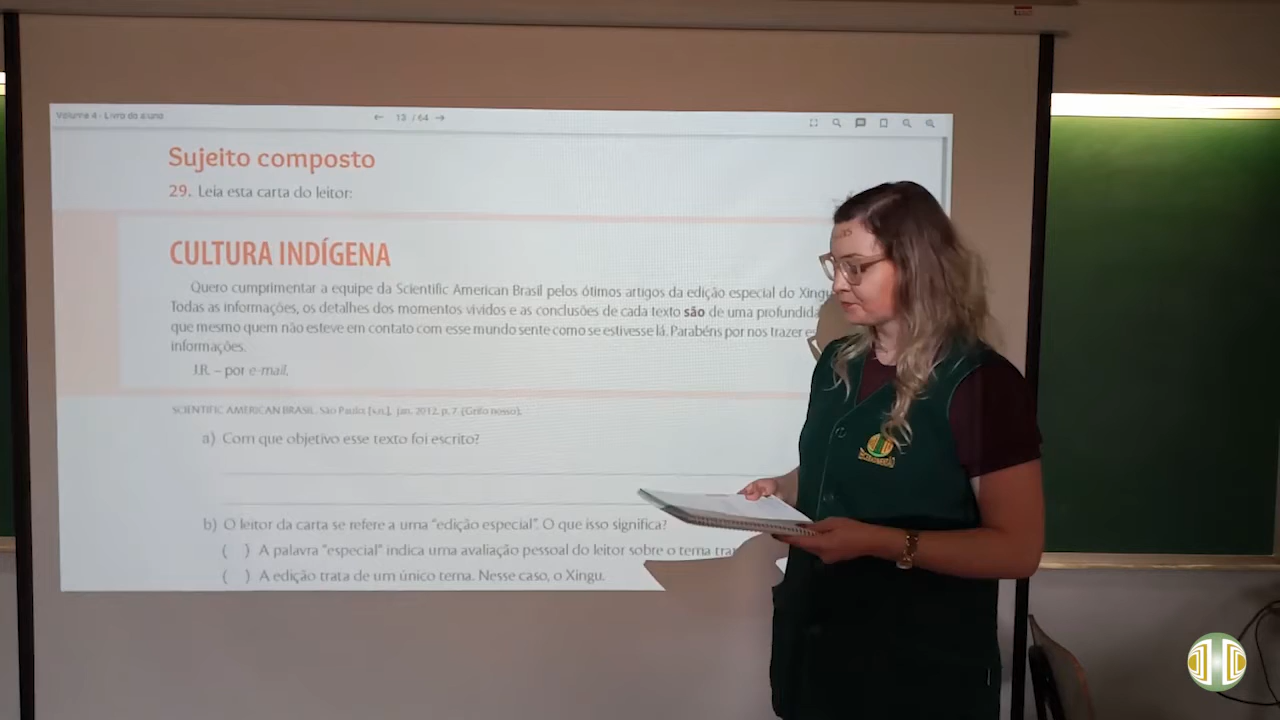 Volume 4 - Livro do aluno
← 13 / 64 →
Sujeito composto
29. Leia esta carta do leitor:
CULTURA INDÍGENA
Quero cumprimentar a equipe da Scientific American Brasil pelos ótimos artigos da edição especial do Xingu
Todas as informações, os detalhes dos momentos vividos e as conclusões de cada texto são de uma
que mesmo quem não esteve em contato com esse mundo sente como se estivesse lá. Parabéns por nos trazer
informações.
J.R. – por e-mail.
SCIENTIFIC AMERICAN BRASIL. São Paulo: [s.n.], jan. 2012. p. 7. (Grifo nosso).
a) Com que objetivo esse texto foi escrito?
b) O leitor da carta se refere a uma “edição especial”. O que isso significa?
( ) A palavra “especial” indica uma avaliação pessoal do leitor sobre o tema
( ) A edição trata de um único tema. Nesse caso, o Xingu.